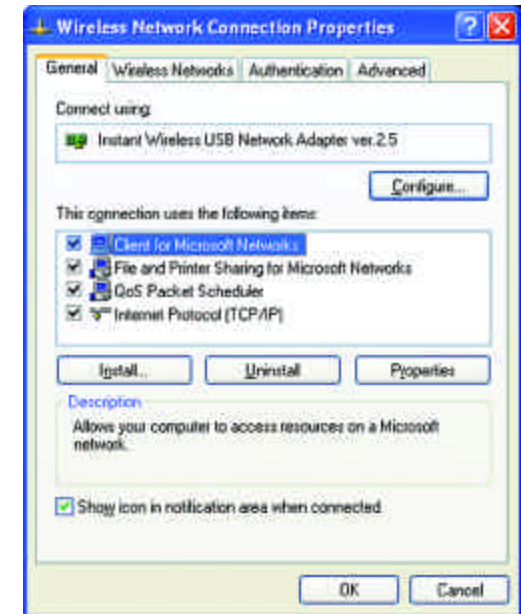 Wireless Network Connection Properties
General Wireless Networks Authentication Advanced
Connect using:
Instant Wireless USB Network Adapter ver.2.5
Configure...
This connection uses the following items:
Client for Microsoft Networks
File and Printer Sharing for Microsoft Networks
QoS Packet Scheduler
Internet Protocol (TCP/IP)
Install... Uninstall Properties
Description
Allows your computer to access resources on a Microsoft
network.
Show icon in notification area when connected
OK Cancel